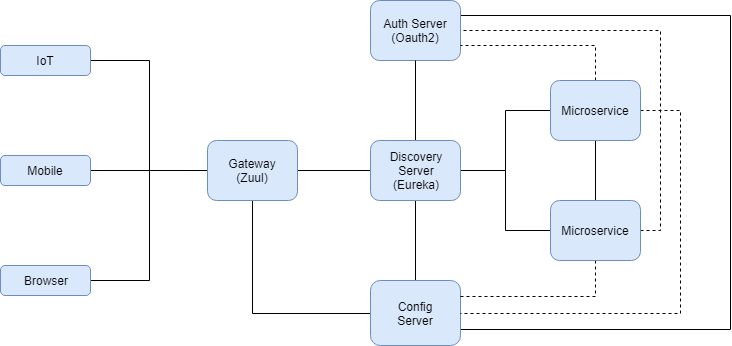 Auth Server
(Oauth2)
IoT
Microservice
Mobile
Gateway
(Zuul)
Discovery
Server
(Eureka)
Microservice
Browser
Config
Server